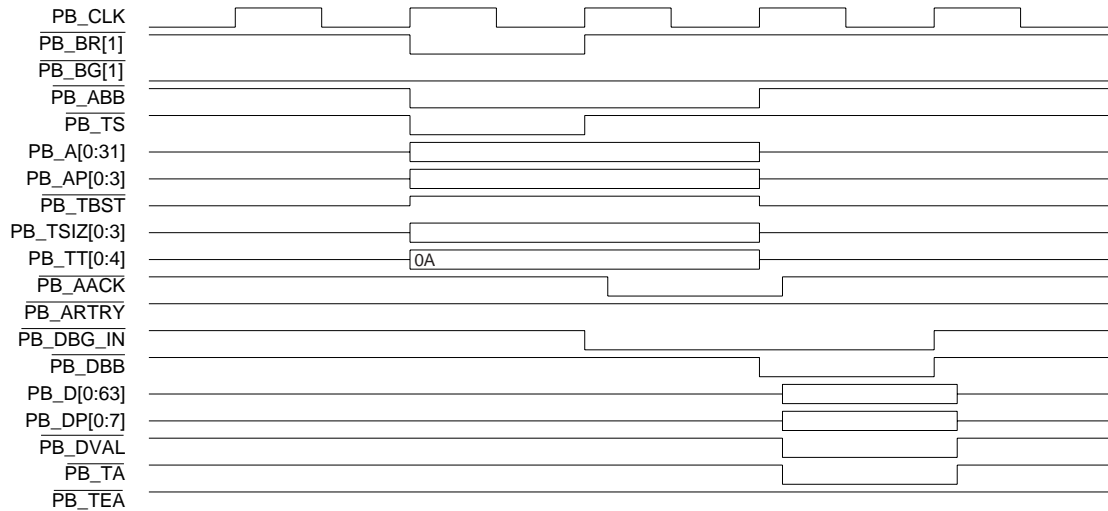 PB_CLK
PB_BR[1]
PB_BG[1]
PB_ABB
PB_TS
PB_A[0:31]
PB_AP[0:3]
PB_TBST
PB_TSIZ[0:3]
PB_TT[0:4] 0A
PB_AACK
PB_ARTRY
PB_DBG_IN
PB_DBB
PB_D[0:63]
PB_DP[0:7]
PB_DVAL
PB_TA
PB_TEA